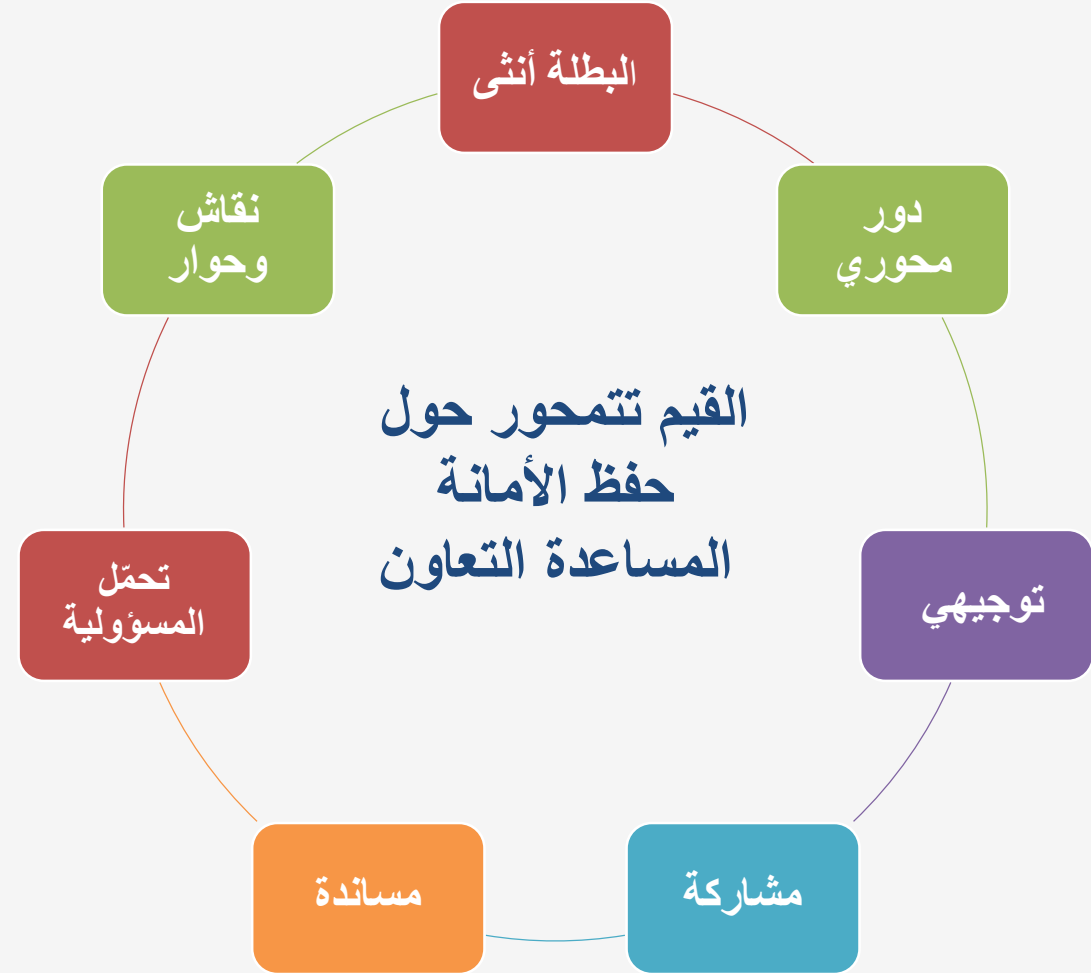 البطلة أنثى
دور
محوري
توجيهي
مشاركة
مساندة
تحمّل
المسؤولية
نقاش
وحوار
القيم تتمحور حول
حفظ الأمانة
المساعدة التعاون